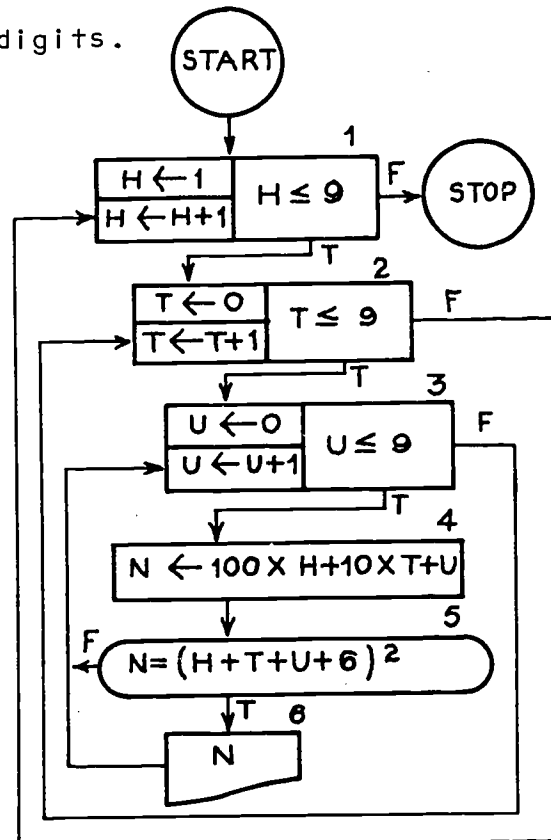 digits.
START
1
H ← 1
H ← H+1
H ≤ 9
F
STOP
T
2
T ← 0
T ← T+1
T ≤ 9
F
T
3
U ← 0
U ← U+1
U ≤ 9
F
T
4
N ← 100 X H+10 X T+U
5
F
N=(H+T+U+6)²
T
6
N